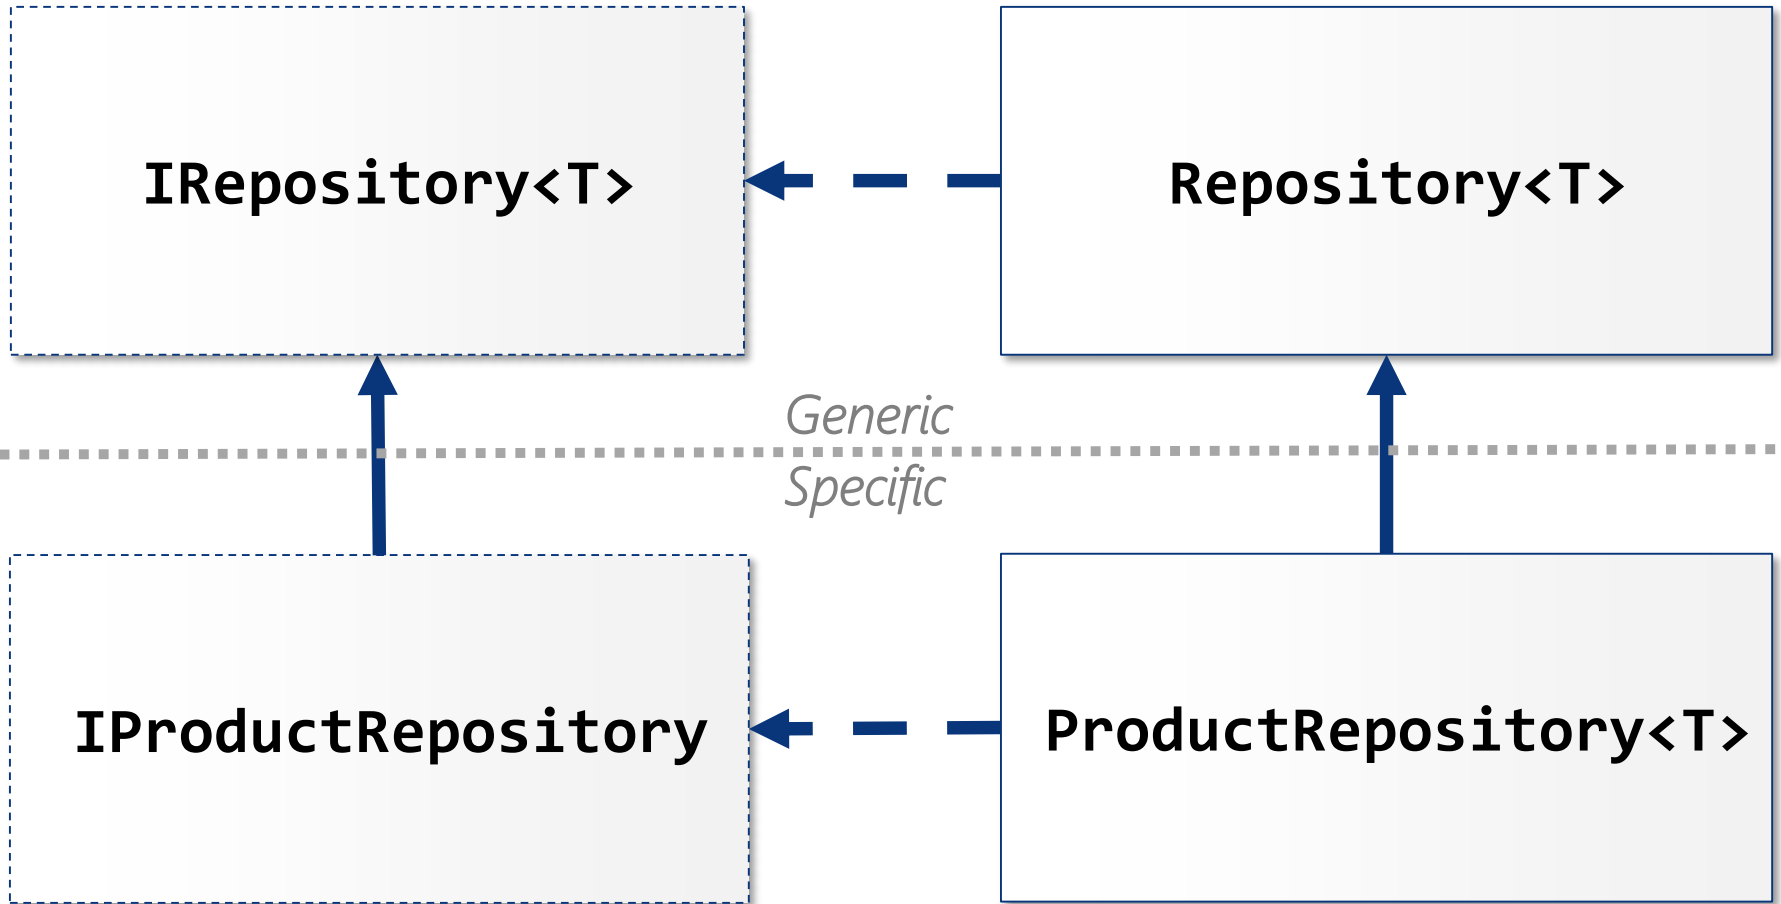 IRepository<T>
Repository<T>
Generic
Specific
IProductRepository
ProductRepository<T>